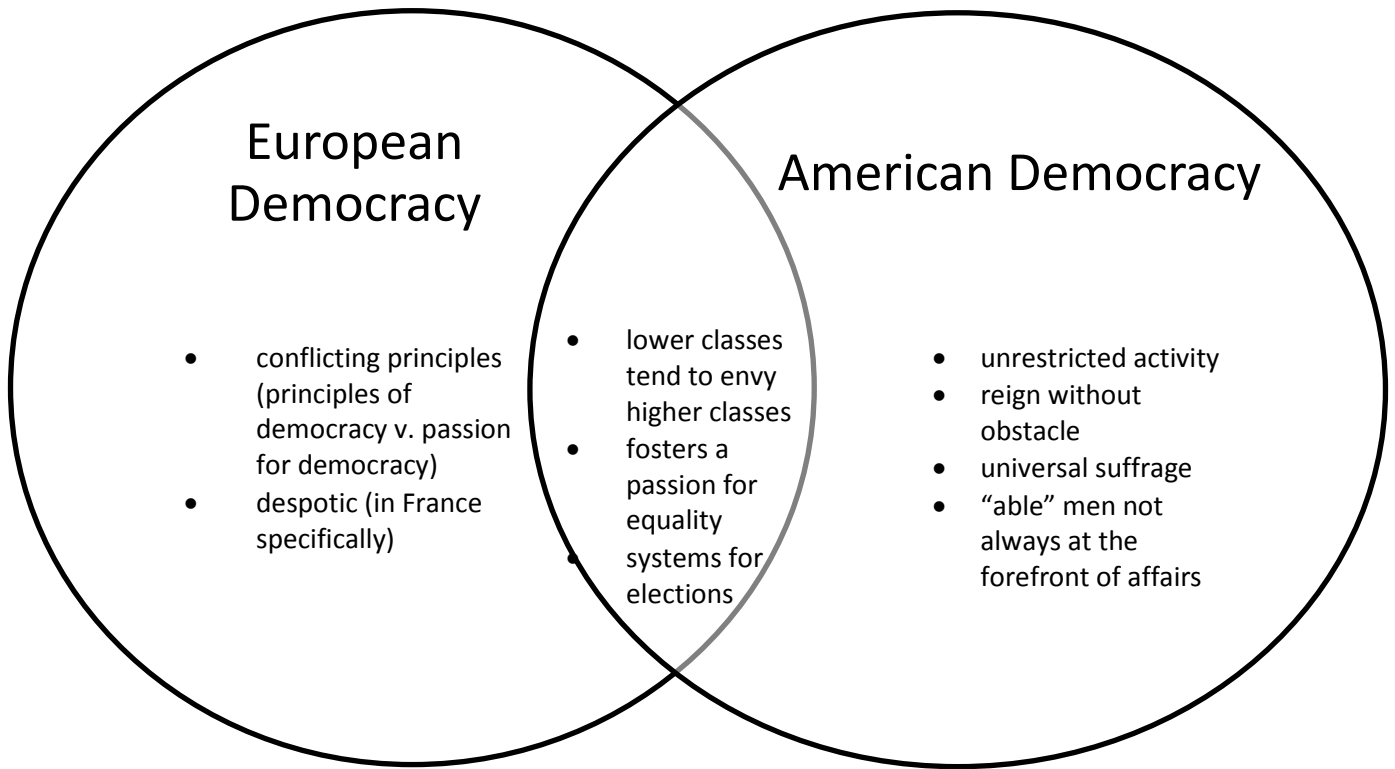 European
Democracy
American Democracy
• conflicting principles
(principles of
democracy v. passion
for democracy)
• despotic (in France
specifically)
• lower classes
tend to envy
higher classes
• fosters a
passion for
equality
• systems for
elections
• unrestricted activity
• reign without
obstacle
• universal suffrage
• “able” men not
always at the
forefront of affairs